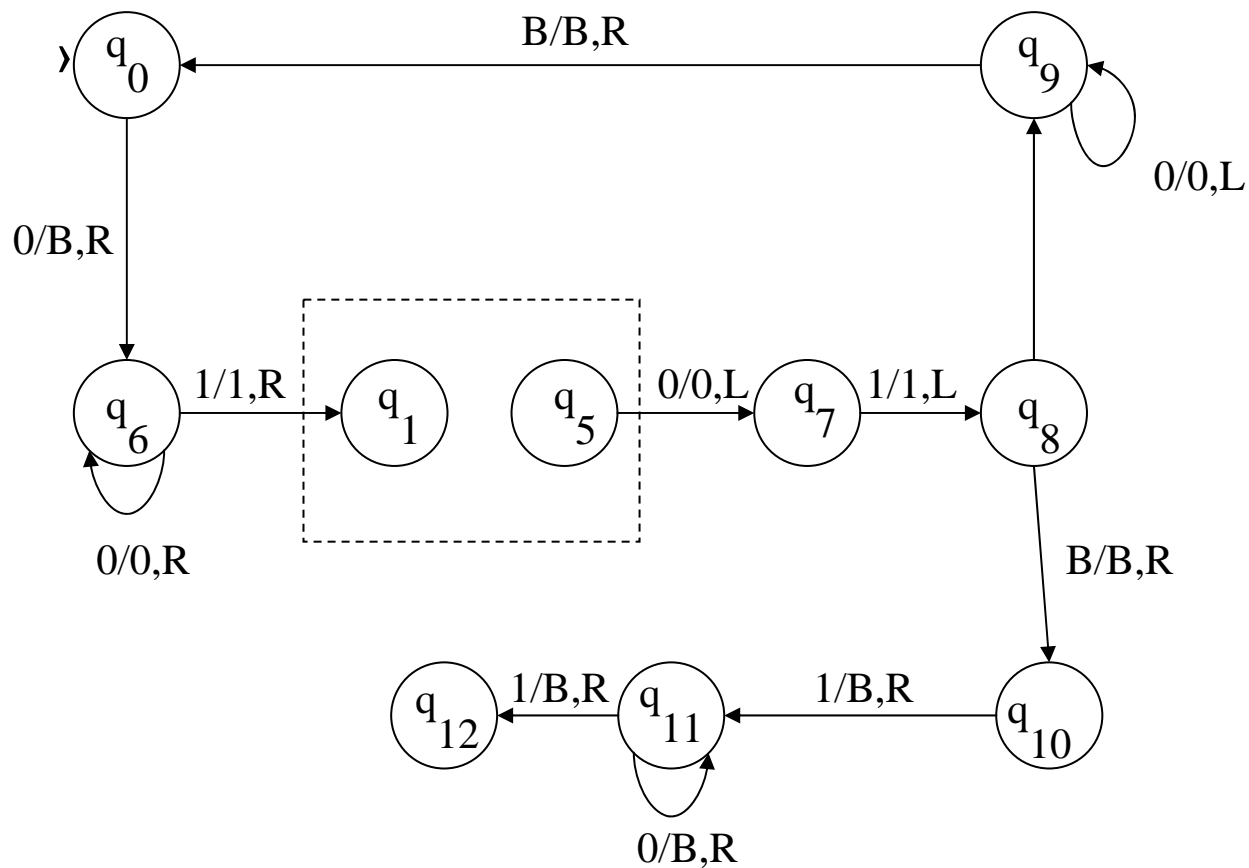 q0
B/B,R
q9
0/0,L
0/B,R
q6
1/1,R
q1
q5
0/0,L
q7
1/1,L
q8
0/0,R
B/B,R
q12
1/B,R
q11
1/B,R
q10
0/B,R